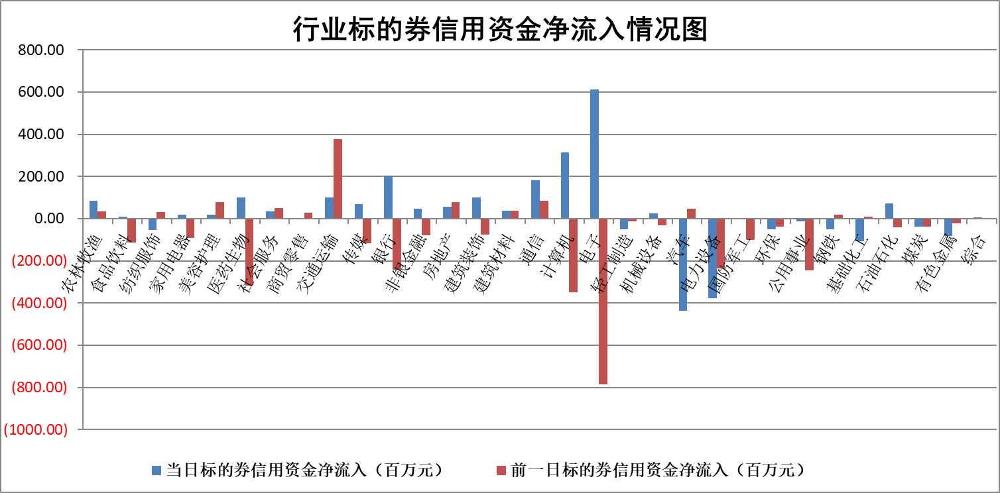 行业标的券信用资金净流入情况图
800.00
600.00
400.00
200.00
0.00
(200.00)
(400.00)
(600.00)
(800.00)
(1000.00)
农林牧渔
食品饮料
纺织服饰
家用电器
美容护理
医药生物
社会服务
商贸零售
交通运输
传媒
银行
非银金融
房地产
建筑装饰
建筑材料
通信
计算机
电子
轻工制造
机械设备
汽车
电力设备
国防军工
环保
公用事业
钢铁
基础化工
石油石化
煤炭
有色金属
综合
当日标的券信用资金净流入（百万元）
前一日标的券信用资金净流入（百万元）